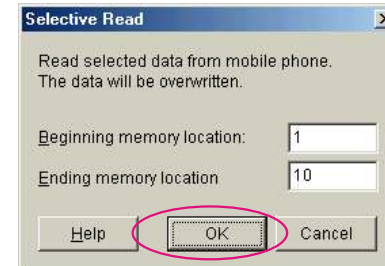 Selective Read
Read selected data from mobile phone.
The data will be overwritten.
Beginning memory location: 1
Ending memory location 10
Help OK Cancel